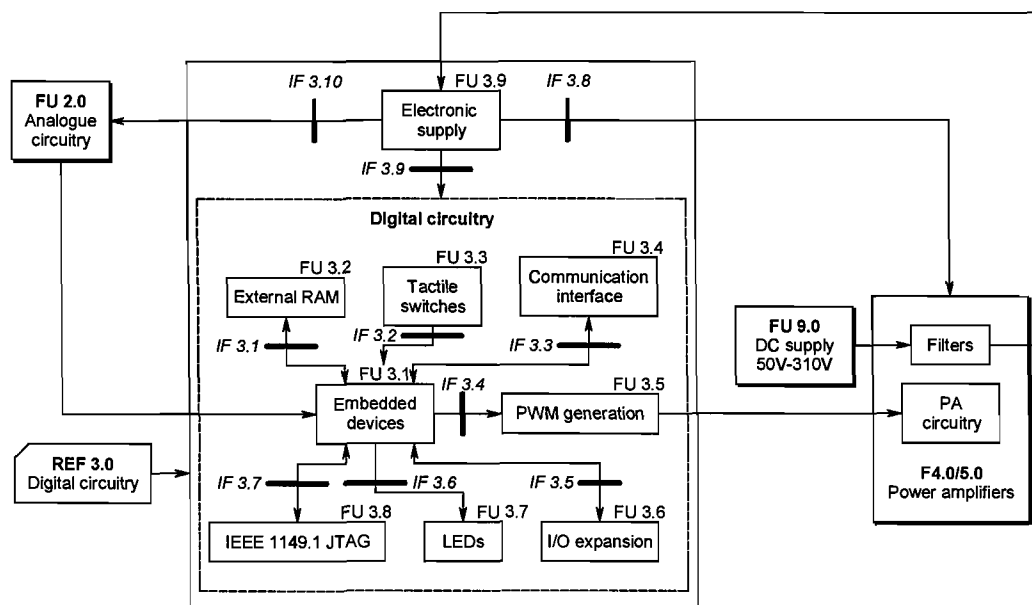 IF 3.10
FU 3.9
IF 3.8
FU 2.0
Analogue
circuitry
Electronic
supply
IF 3.9
Digital circuitry
FU 3.2
External RAM
FU 3.3
Tactile
switches
FU 3.4
Communication
interface
IF 3.1
IF 3.2
IF 3.3
FU 9.0
DC supply
50V-310V
Filters
FU 3.1
Embedded
devices
IF 3.4
FU 3.5
PWM generation
PA
circuitry
REF 3.0
Digital circuitry
IF 3.7
IF 3.6
IF 3.5
F4.0/5.0
Power amplifiers
FU 3.8
IEEE 1149.1 JTAG
FU 3.7
LEDs
FU 3.6
I/O expansion